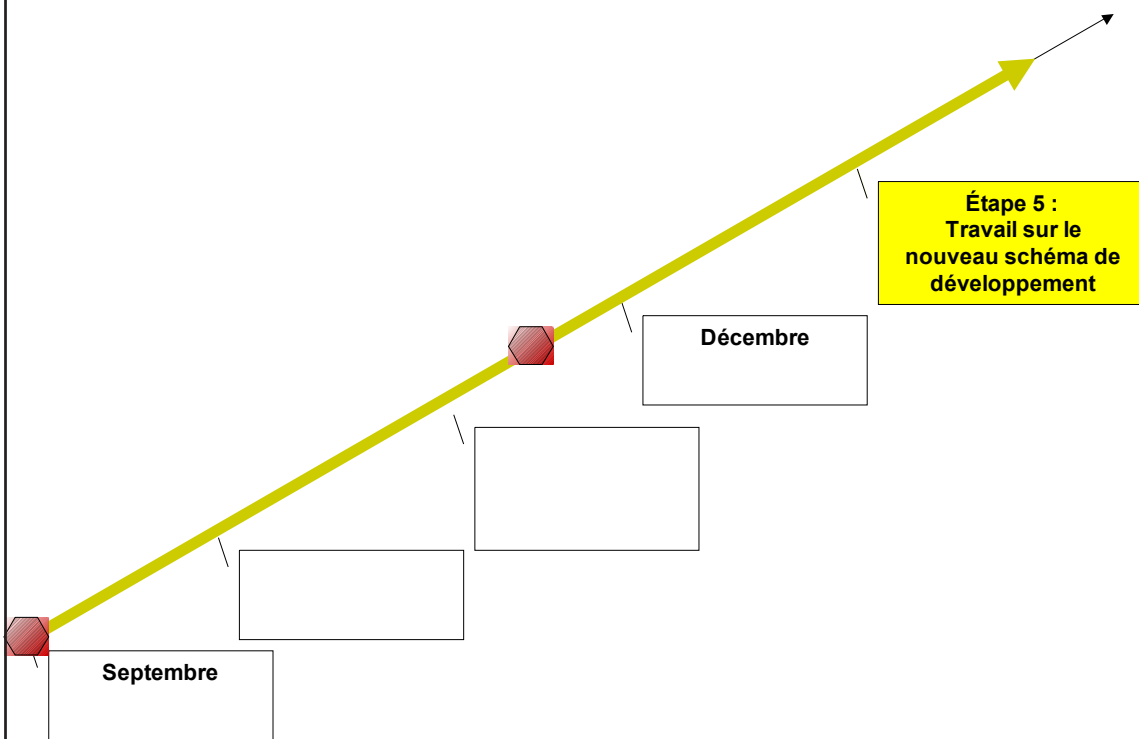 Étape 5 :
Travail sur le
nouveau schéma de
développement
Décembre
Septembre